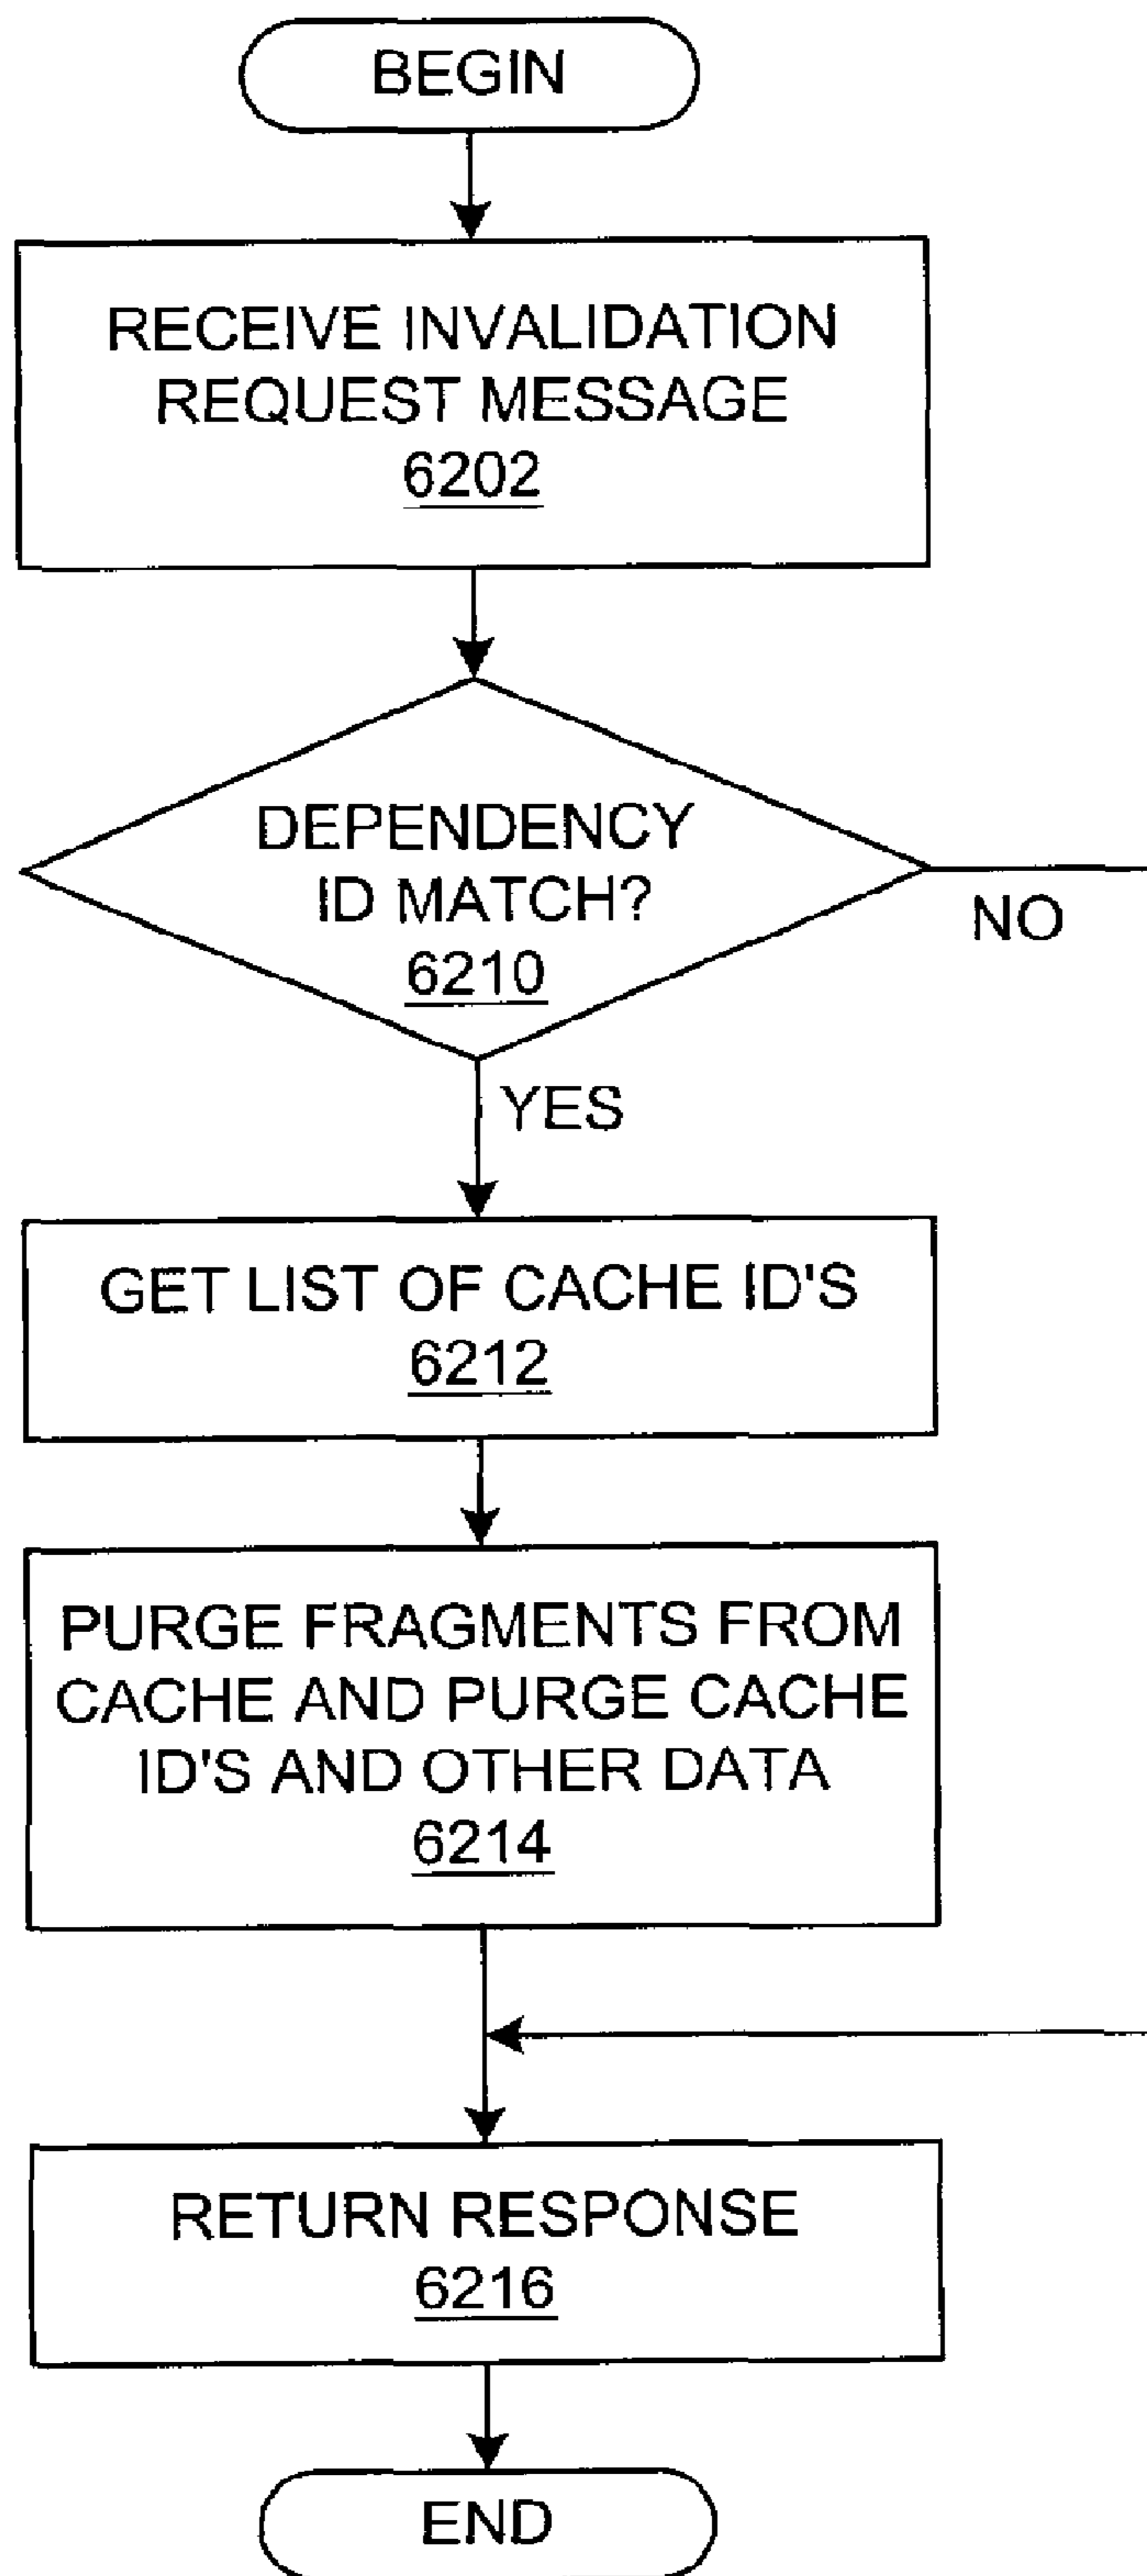 BEGIN
RECEIVE INVALIDATION
REQUEST MESSAGE
6202
DEPENDENCY
ID MATCH?
6210
NO
YES
GET LIST OF CACHE ID'S
6212
PURGE FRAGMENTS FROM
CACHE AND PURGE CACHE
ID'S AND OTHER DATA
6214
RETURN RESPONSE
6216
END